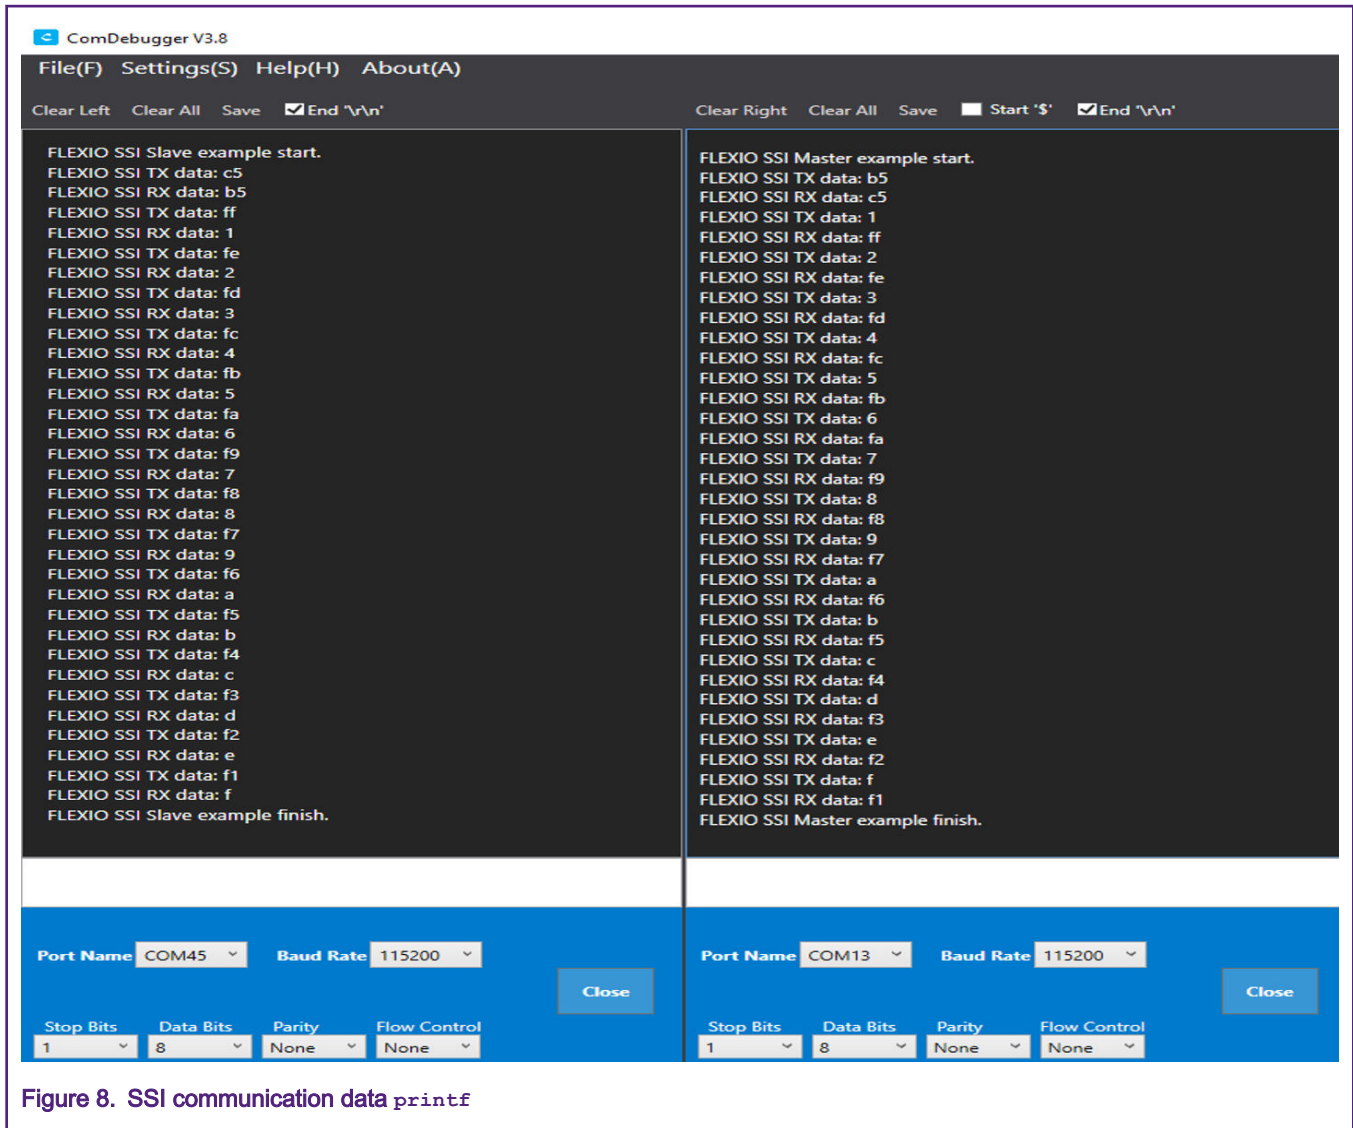 ComDebugger V3.8
File(F) Settings(S) Help(H) About(A)
Clear Left Clear All Save End '\r\n'
Clear Right Clear All Save Start '$' End '\r\n'
FLEXIO SSI Slave example start.
FLEXIO SSI TX data: c5
FLEXIO SSI RX data: b5
FLEXIO SSI TX data: ff
FLEXIO SSI RX data: 1
FLEXIO SSI TX data: fe
FLEXIO SSI RX data: 2
FLEXIO SSI TX data: fd
FLEXIO SSI RX data: 3
FLEXIO SSI TX data: fc
FLEXIO SSI RX data: 4
FLEXIO SSI TX data: fb
FLEXIO SSI RX data: 5
FLEXIO SSI TX data: fa
FLEXIO SSI RX data: 6
FLEXIO SSI TX data: f9
FLEXIO SSI RX data: 7
FLEXIO SSI TX data: f8
FLEXIO SSI RX data: 8
FLEXIO SSI TX data: f7
FLEXIO SSI RX data: 9
FLEXIO SSI TX data: f6
FLEXIO SSI RX data: a
FLEXIO SSI TX data: f5
FLEXIO SSI RX data: b
FLEXIO SSI TX data: f4
FLEXIO SSI RX data: c
FLEXIO SSI TX data: f3
FLEXIO SSI RX data: d
FLEXIO SSI TX data: f2
FLEXIO SSI RX data: e
FLEXIO SSI TX data: f1
FLEXIO SSI RX data: f
FLEXIO SSI Slave example finish.
FLEXIO SSI Master example start.
FLEXIO SSI TX data: b5
FLEXIO SSI RX data: c5
FLEXIO SSI TX data: 1
FLEXIO SSI RX data: ff
FLEXIO SSI TX data: 2
FLEXIO SSI RX data: fe
FLEXIO SSI TX data: 3
FLEXIO SSI RX data: fd
FLEXIO SSI TX data: 4
FLEXIO SSI RX data: fc
FLEXIO SSI TX data: 5
FLEXIO SSI RX data: fb
FLEXIO SSI TX data: 6
FLEXIO SSI RX data: fa
FLEXIO SSI TX data: 7
FLEXIO SSI RX data: f9
FLEXIO SSI TX data: 8
FLEXIO SSI RX data: f8
FLEXIO SSI TX data: 9
FLEXIO SSI RX data: f7
FLEXIO SSI TX data: a
FLEXIO SSI RX data: f6
FLEXIO SSI TX data: b
FLEXIO SSI RX data: f5
FLEXIO SSI TX data: c
FLEXIO SSI RX data: f4
FLEXIO SSI TX data: d
FLEXIO SSI RX data: f3
FLEXIO SSI TX data: e
FLEXIO SSI RX data: f2
FLEXIO SSI TX data: f
FLEXIO SSI RX data: f1
FLEXIO SSI Master example finish.
Port Name COM45 Baud Rate 115200
Close
Stop Bits Data Bits Parity Flow Control
1 8 None None
Port Name COM13 Baud Rate 115200
Close
Stop Bits Data Bits Parity Flow Control
1 8 None None
Figure 8. SSI communication data printf